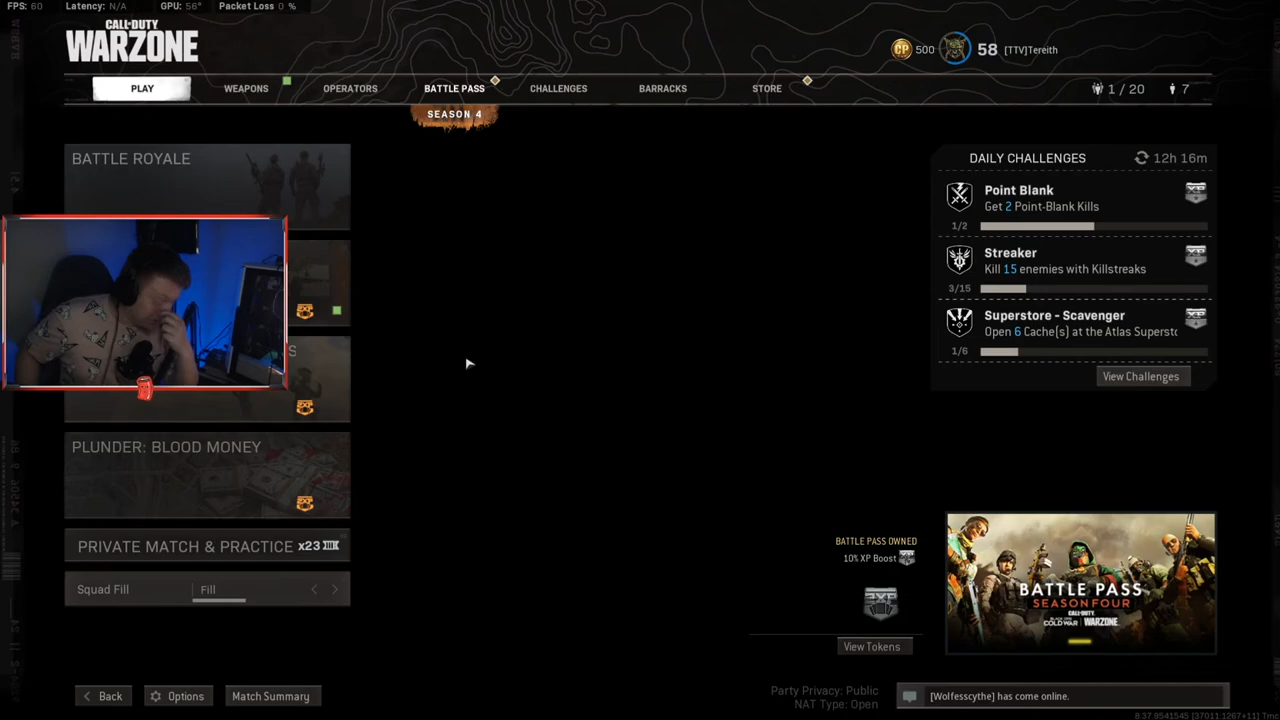 FPS: 60 Latency: N/A GPU: 56° Packet Loss 0 %
CALL OF DUTY
WARZONE
CP 500 58 [TTV]Tereith
PLAY WEAPONS OPERATORS BATTLE PASS CHALLENGES BARRACKS STORE 1 / 20 7
SEASON 4
BATTLE ROYALE
S
PLUNDER: BLOOD MONEY
PRIVATE MATCH & PRACTICE x23
Squad Fill Fill
DAILY CHALLENGES 12h 16m
Point Blank
Get 2 Point-Blank Kills
1/2
Streaker
Kill 15 enemies with Killstreaks
3/15
Superstore - Scavenger
Open 6 Cache[s] at the Atlas Superst
1/6
View Challenges
BATTLE PASS OWNED
10% XP Boost
2XP
View Tokens
BATTLE PASS
SEASON FOUR
CALL OF DUTY
BLACK OPS
COLD WAR WARZONE
Back Options Match Summary
Party Privacy: Public
NAT Type: Open
[Wolfesscythe] has come online.